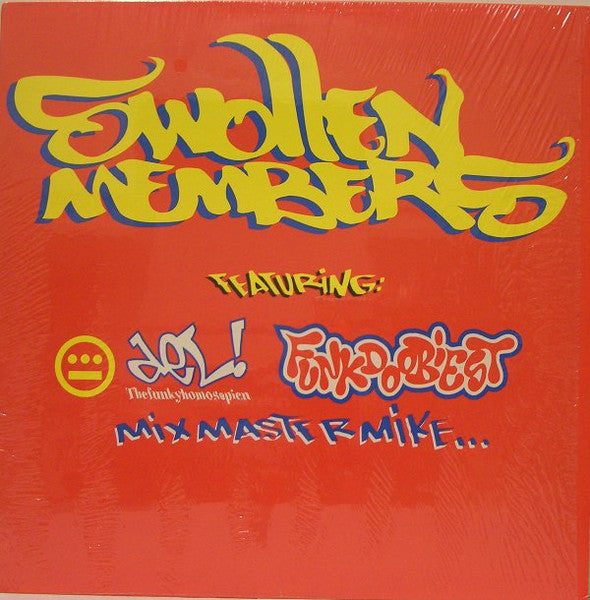 SWOLLEN
MEMBERS
FEATURING:
DEL! FUNKDOOBIEST
Thefunkyhomosapien
MIX MASTER MIKE...